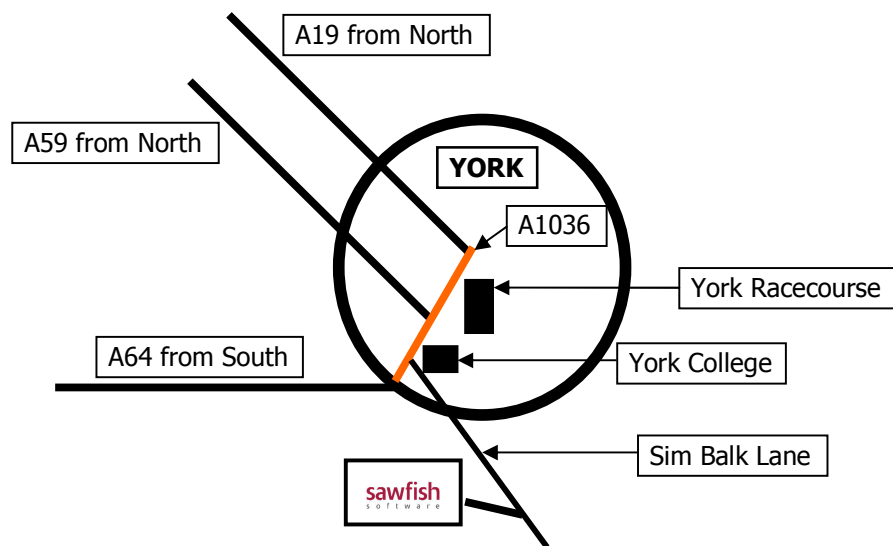 A19 from North
A59 from North
YORK
A1036
York Racecourse
A64 from South
York College
Sim Balk Lane
sawfish
software